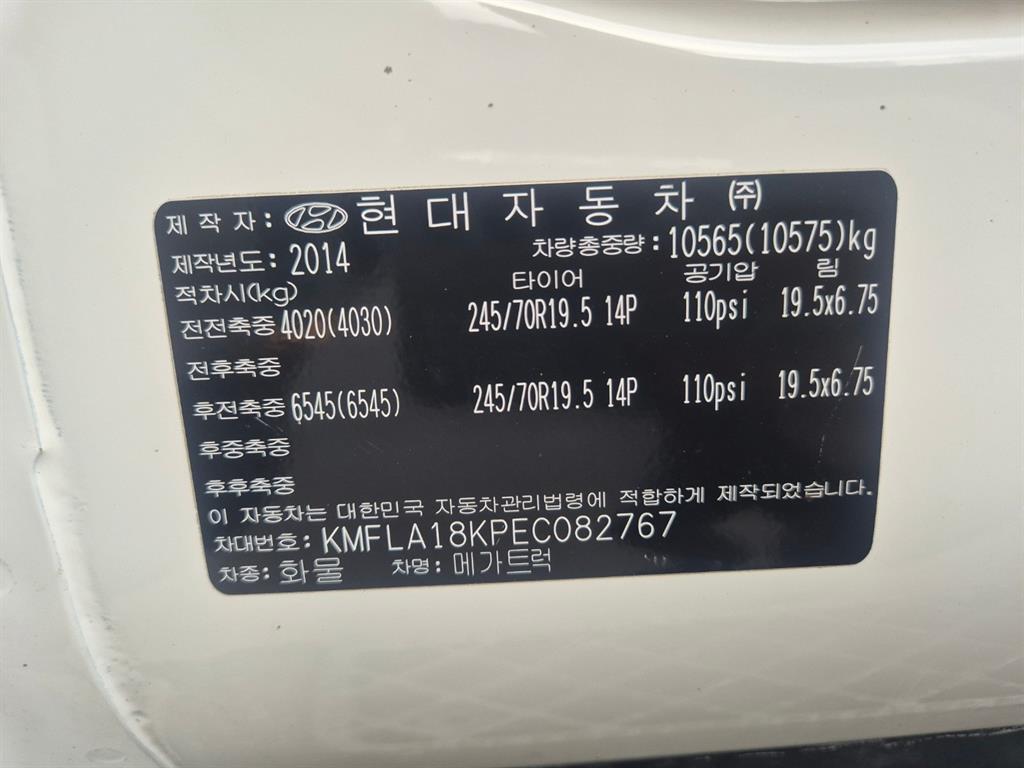 제작자: 현대자동차 ㈜
제작년도: 2014 차량총중량: 10565(10575)kg
적차시(kg) 타이어 공기압 림
전전축중 4020(4030) 245/70R19.5 14P 110psi 19.5x6.75
전후축중
후전축중 6545(6545) 245/70R19.5 14P 110psi 19.5x6.75
후중축중
후후축중
이 자동차는 대한민국 자동차관리법령에 적합하게 제작되었습니다.
차대번호: KMFLA18KPEC082767
차종: 화물 차명: 메가트럭